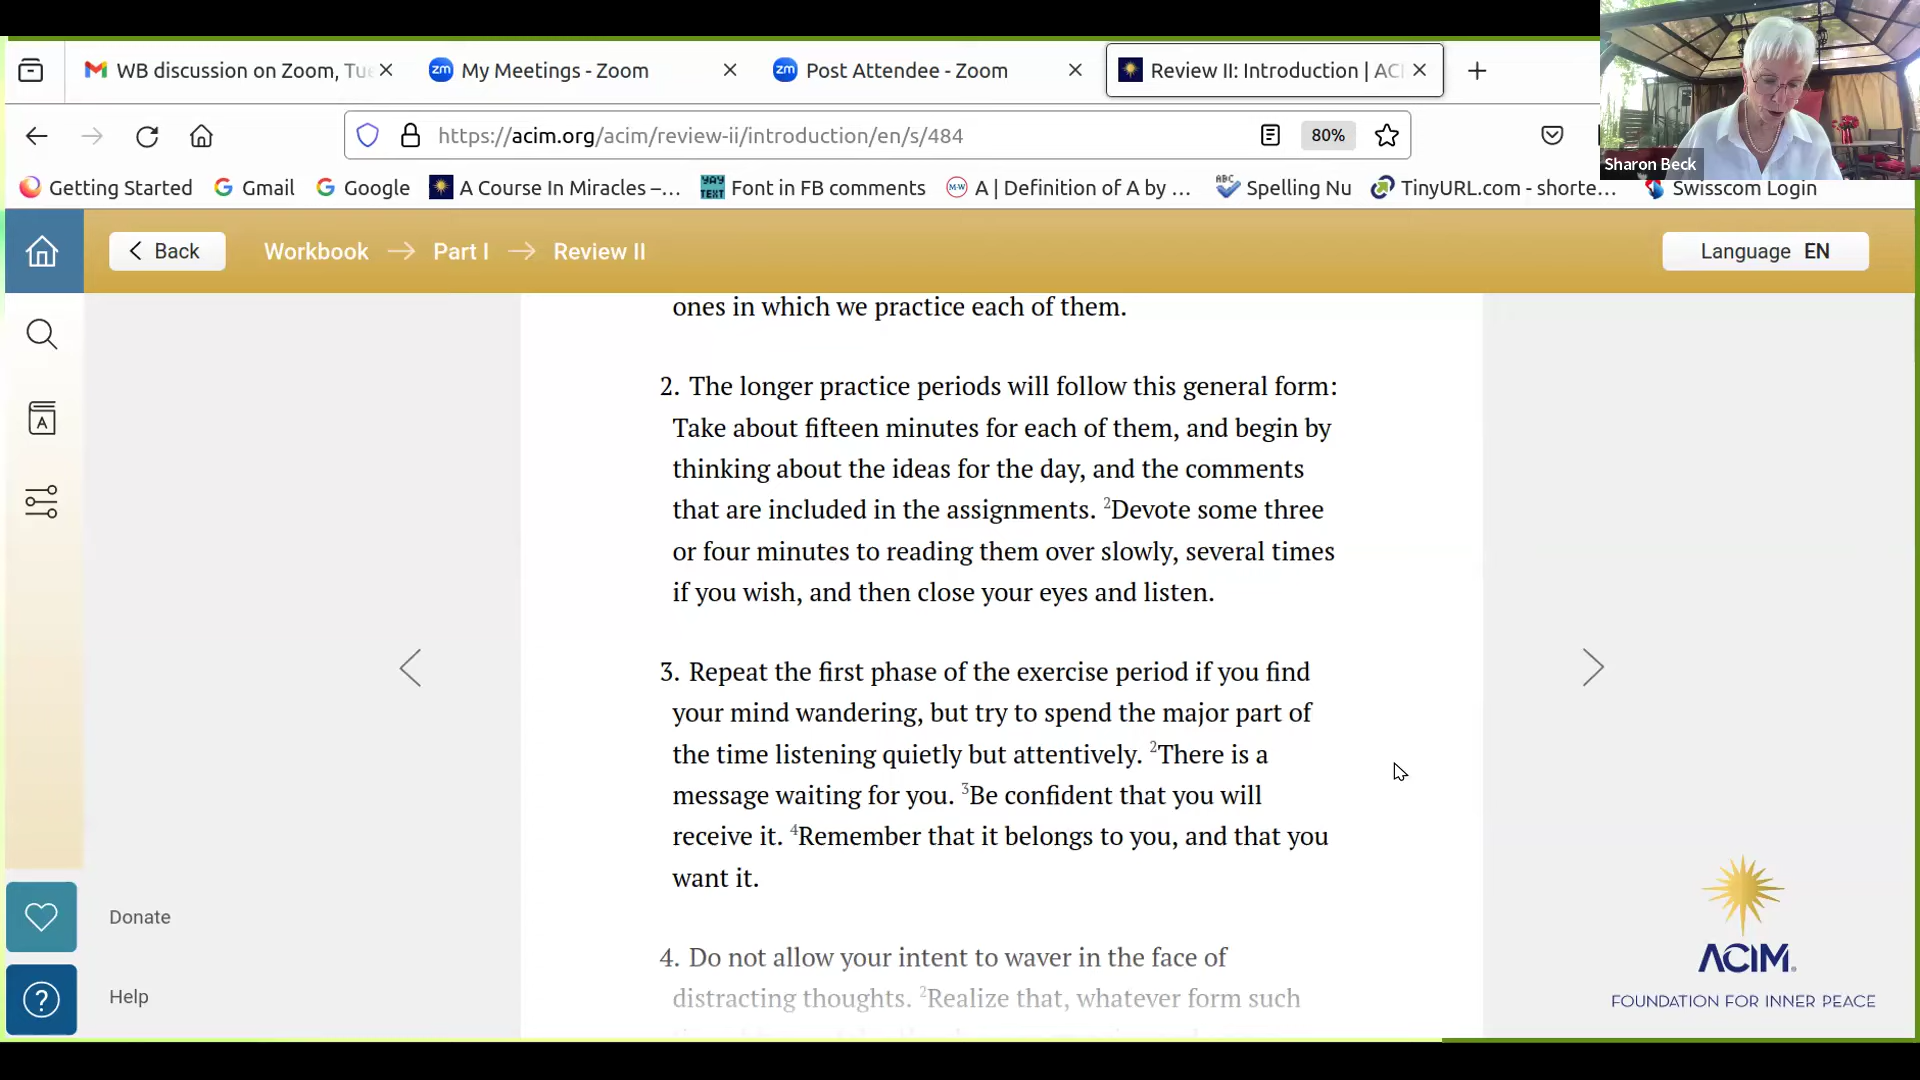 WB discussion on Zoom, Tue
My Meetings - Zoom
Post Attendee - Zoom
Review II: Introduction | ACI
https://acim.org/acim/review-ii/introduction/en/s/484
80%
Sharon Beck
Getting Started
Gmail
Google
A Course In Miracles –...
YAY TEXT
Font in FB comments
M-W
A | Definition of A by ...
ABC
Spelling Nu
TinyURL.com - shorte...
Swisscom Login
Back
Workbook
Part I
Review II
Language EN
ones in which we practice each of them.
2. The longer practice periods will follow this general form:
Take about fifteen minutes for each of them, and begin by
thinking about the ideas for the day, and the comments
that are included in the assignments. ²Devote some three
or four minutes to reading them over slowly, several times
if you wish, and then close your eyes and listen.
3. Repeat the first phase of the exercise period if you find
your mind wandering, but try to spend the major part of
the time listening quietly but attentively. ²There is a
message waiting for you. ³Be confident that you will
receive it. ⁴Remember that it belongs to you, and that you
want it.
4. Do not allow your intent to waver in the face of
distracting thoughts. ²Realize that, whatever form such
Donate
Help
ACIM
FOUNDATION FOR INNER PEACE